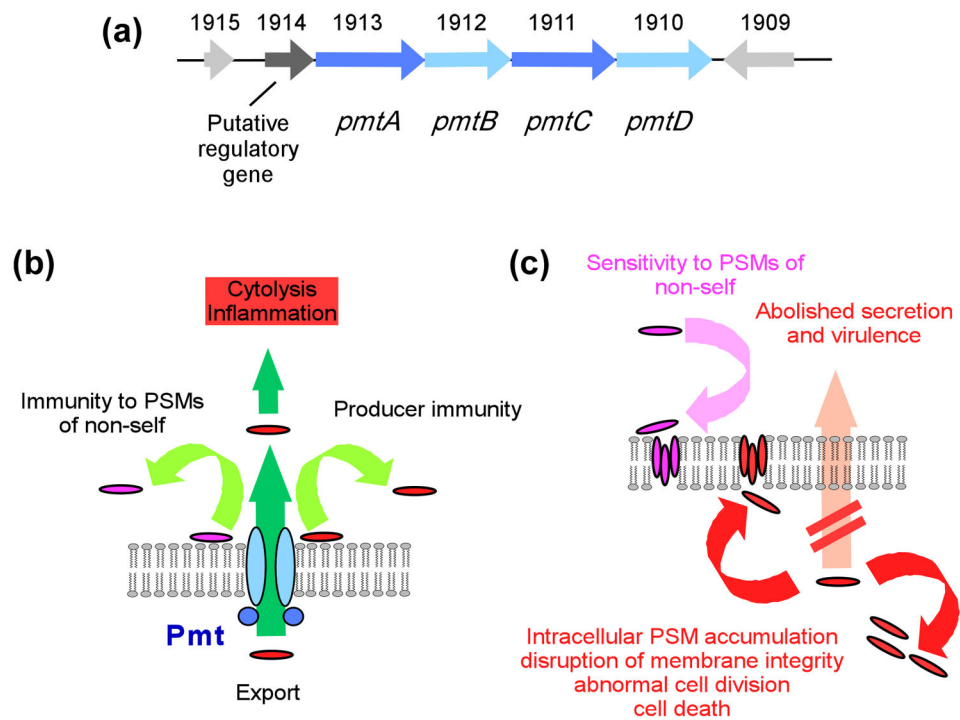 (a)
1915 1914 1913 1912 1911 1910 1909
pmtA pmtB pmtC pmtD
Putative
regulatory
gene
(b)
Cytolysis
Inflammation
Immunity to PSMs
of non-self
Producer immunity
Pmt
Export
(c)
Sensitivity to PSMs of
non-self
Abolished secretion
and virulence
Intracellular PSM accumulation
disruption of membrane integrity
abnormal cell division
cell death